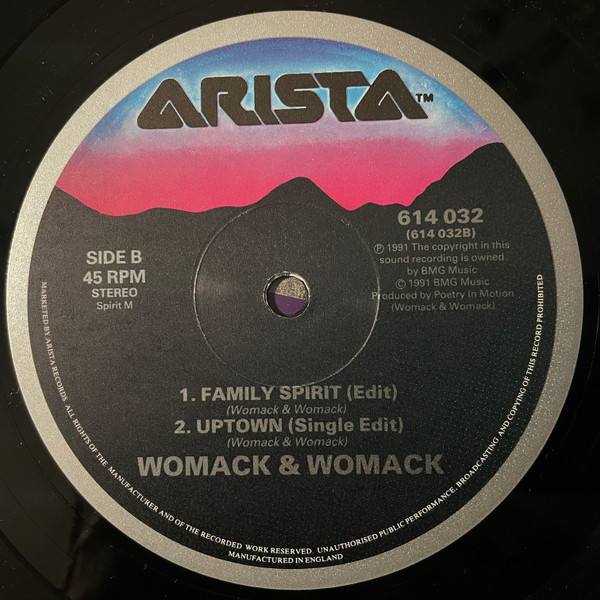 ARISTA™
614 032
(614 032B)
SIDE B
45 RPM
STEREO
Spirit M
℗ 1991 The copyright in this
sound recording is owned
by BMG Music
© 1991 BMG Music
Produced by Poetry in Motion
(Womack & Womack)
1. FAMILY SPIRIT (Edit)
(Womack & Womack)
2. UPTOWN (Single Edit)
(Womack & Womack)
WOMACK & WOMACK
MARKETED BY ARISTA RECORDS. ALL RIGHTS OF THE MANUFACTURER AND OF THE RECORDED WORK RESERVED. UNAUTHORISED PUBLIC PERFORMANCE, BROADCASTING AND COPYING OF THIS RECORD PROHIBITED
MANUFACTURED IN ENGLAND